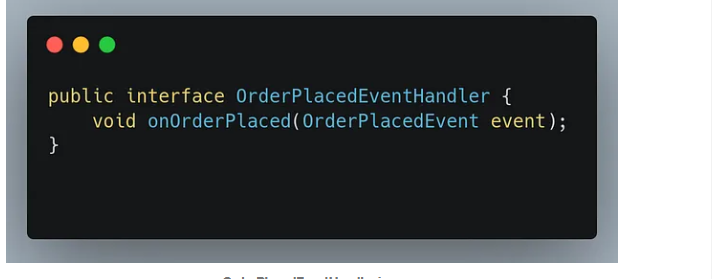 public interface OrderPlacedEventHandler {
    void onOrderPlaced(OrderPlacedEvent event);
}